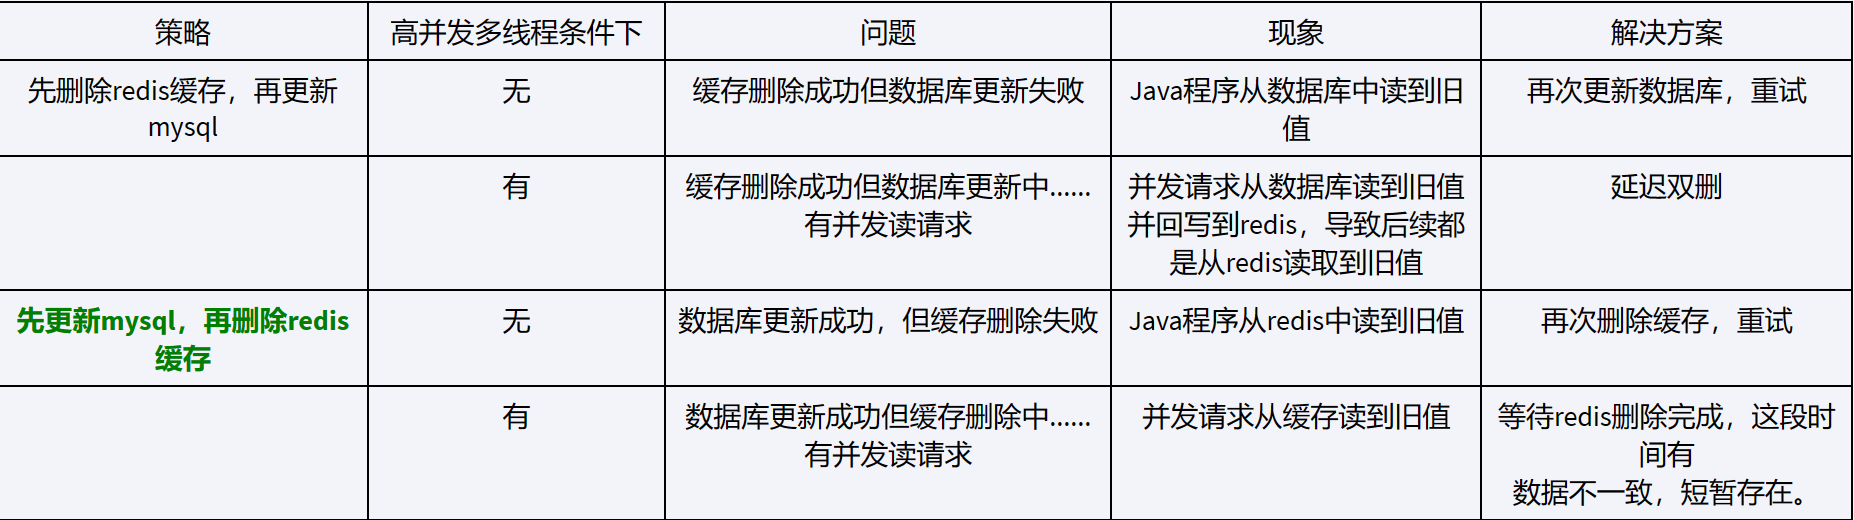 策略
高并发多线程条件下
问题
现象
解决方案
先删除redis缓存，再更新
mysql
无
缓存删除成功但数据库更新失败
Java程序从数据库中读到旧
值
再次更新数据库，重试
有
缓存删除成功但数据库更新中......
有并发读请求
并发请求从数据库读到旧值
并回写到redis，导致后续都
是从redis读取到旧值
延迟双删
先更新mysql，再删除redis
缓存
无
数据库更新成功，但缓存删除失败
Java程序从redis中读到旧值
再次删除缓存，重试
有
数据库更新成功但缓存删除中......
有并发读请求
并发请求从缓存读到旧值
等待redis删除完成，这段时
间有
数据不一致，短暂存在。